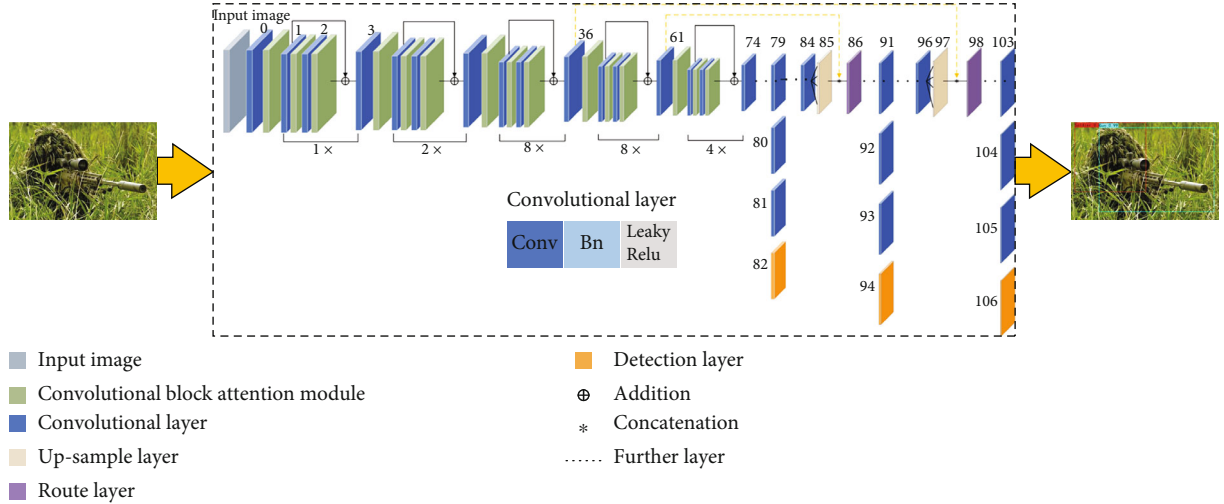 Input image
0 1 2 3 36 61 74 79 84 85 86 91 96 97 98 103
1 × 2 × 8 × 8 × 4 ×
80 92 104
81 93 105
82 94 106
Convolutional layer
Conv Bn Leaky
Relu
Input image
Convolutional block attention module
Convolutional layer
Up-sample layer
Route layer
Detection layer
Addition
* Concatenation
Further layer